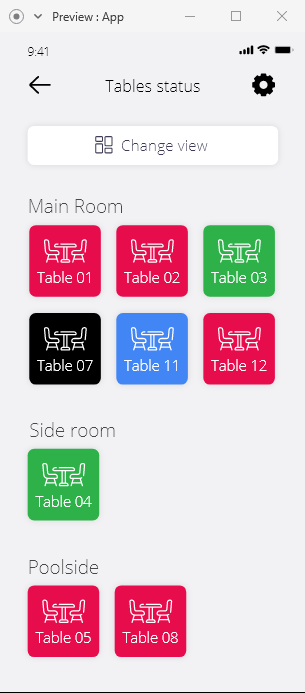 Preview : App
9:41
Tables status
Change view
Main Room
Table 01 Table 02 Table 03
Table 07 Table 11 Table 12
Side room
Table 04
Poolside
Table 05 Table 08